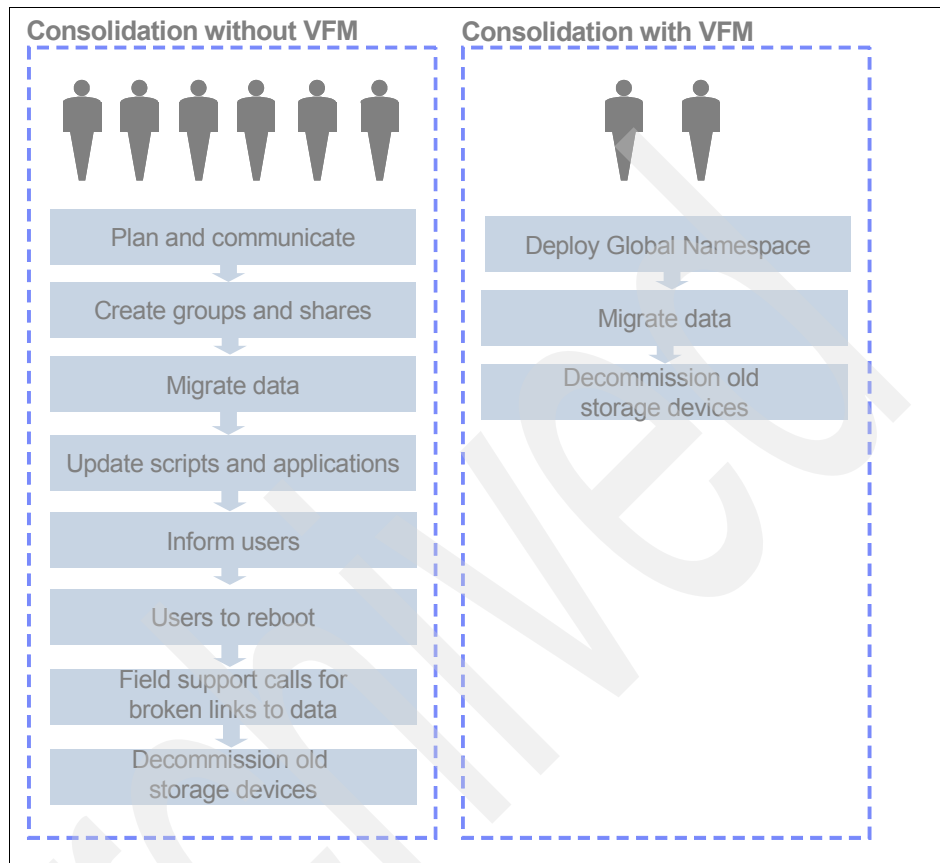 Consolidation without VFM
Plan and communicate
Create groups and shares
Migrate data
Update scripts and applications
Inform users
Users to reboot
Field support calls for
broken links to data
Decommission old
storage devices
Consolidation with VFM
Deploy Global Namespace
Migrate data
Decommission old
storage devices